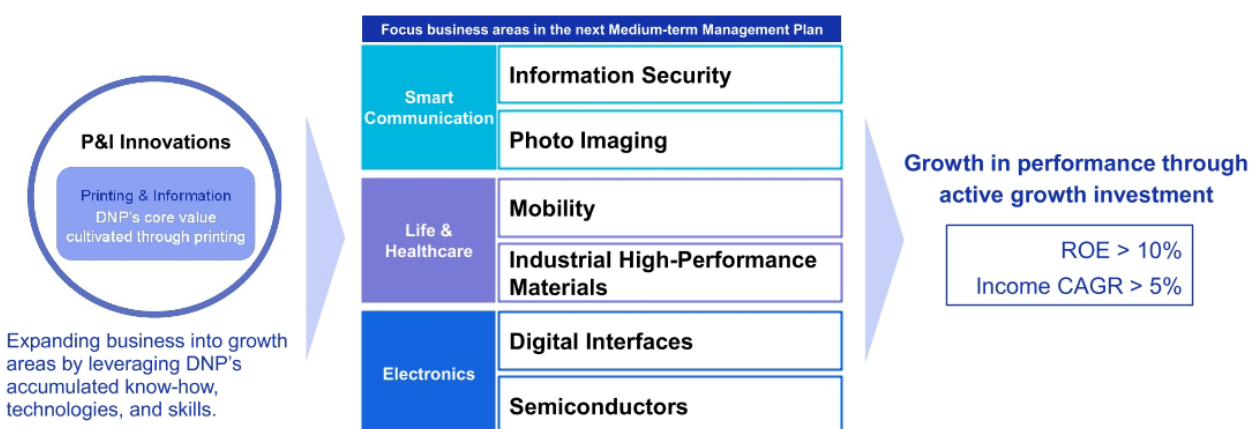 Focus business areas in the next Medium-term Management Plan
P&I Innovations
Printing & Information
DNP's core value
cultivated through printing
Expanding business into growth
areas by leveraging DNP's
accumulated know-how,
technologies, and skills.
Smart
Communication
Information Security
Photo Imaging
Life &
Healthcare
Mobility
Industrial High-Performance
Materials
Electronics
Digital Interfaces
Semiconductors
Growth in performance through
active growth investment
ROE > 10%
Income CAGR > 5%